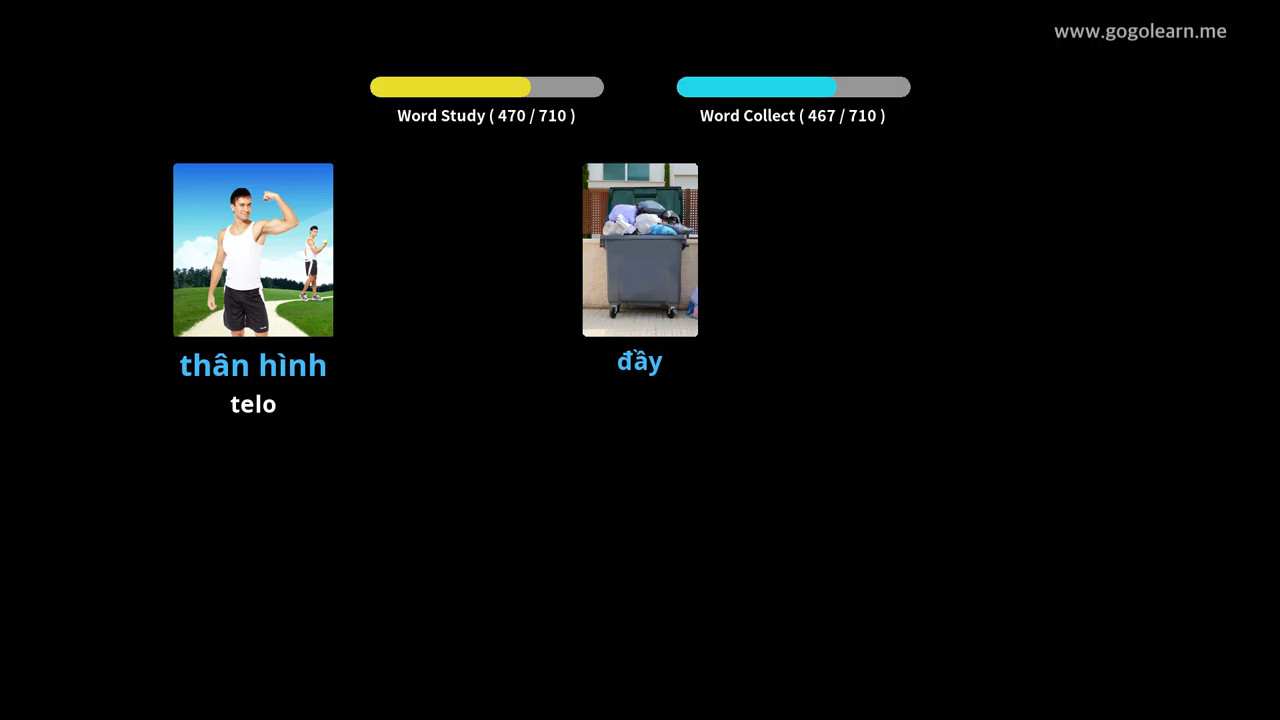 www.gogolearn.me
Word Study ( 470 / 710 )
Word Collect ( 467 / 710 )
thân hình
telo
đầy